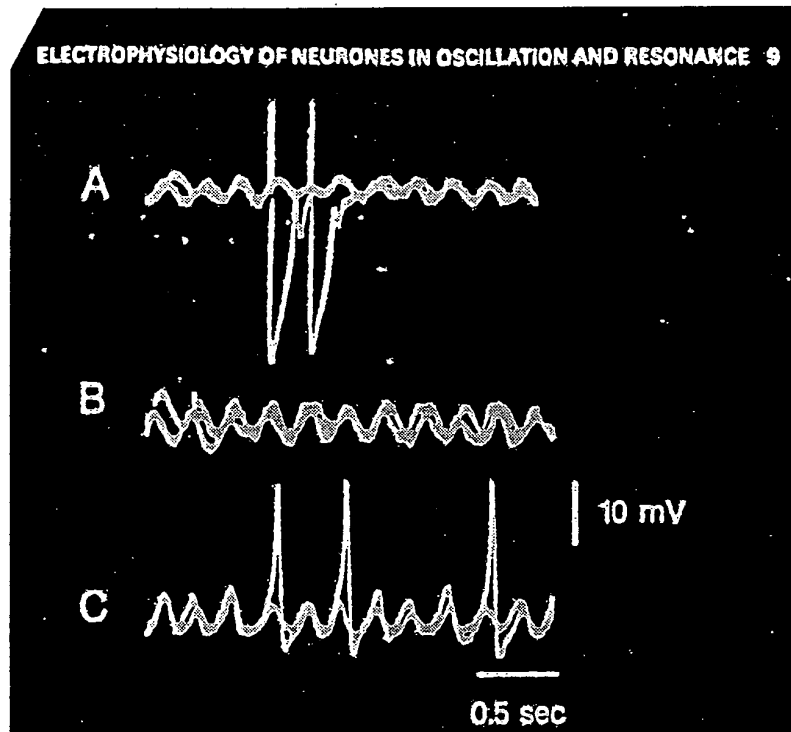 ELECTROPHYSIOLOGY OF NEURONES IN OSCILLATION AND RESONANCE 9
A
B
10 mV
C
0.5 sec